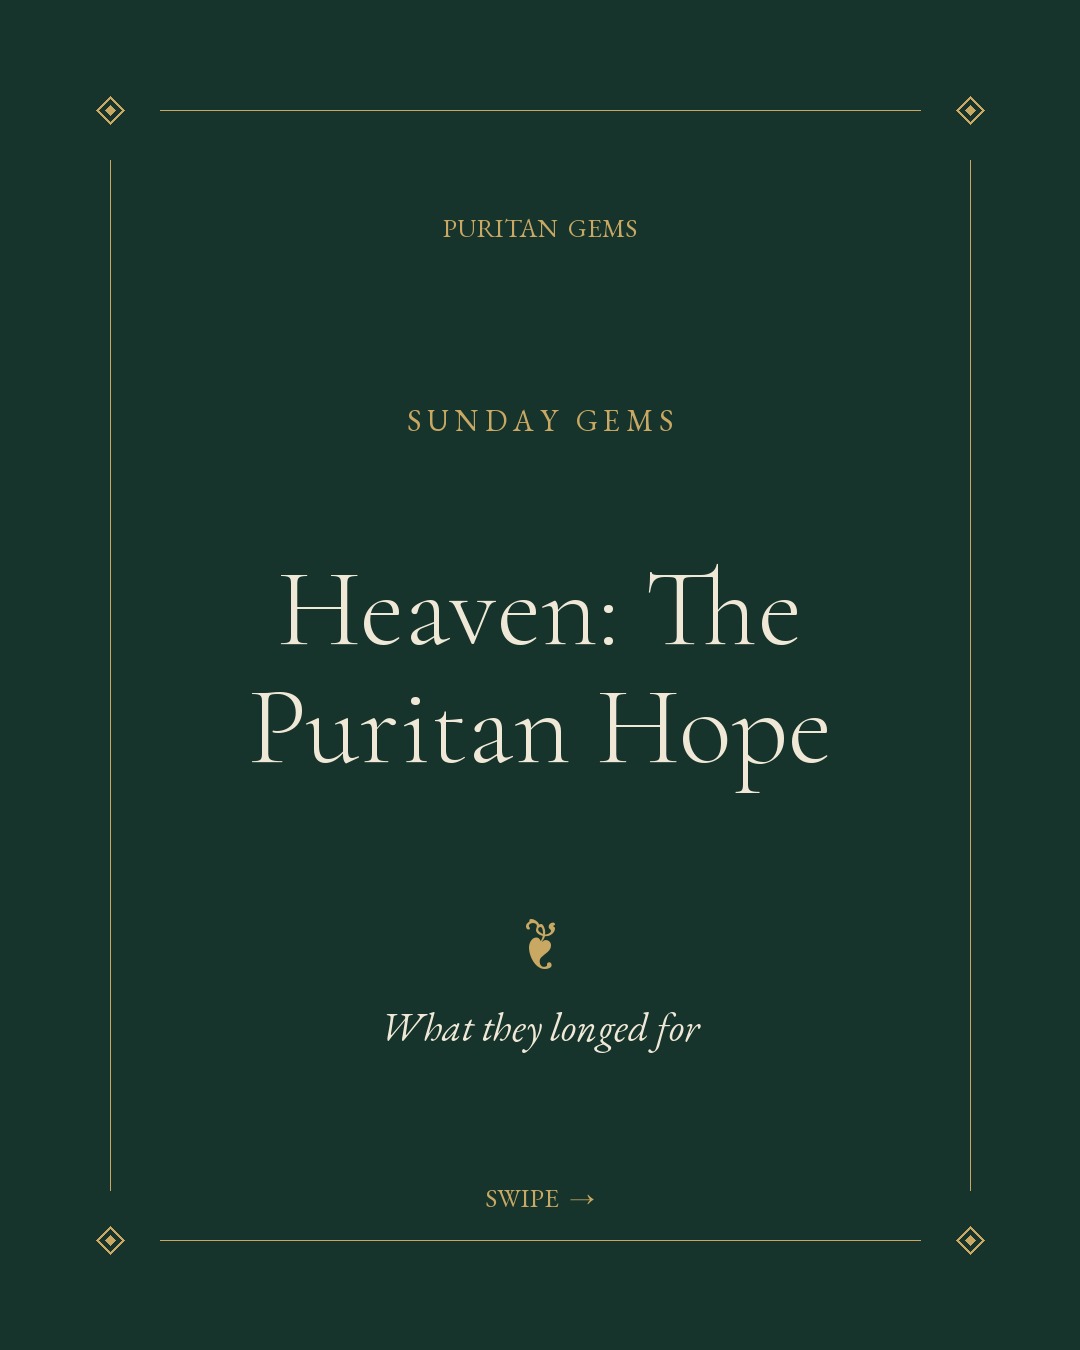 PURITAN GEMS
SUNDAY GEMS
Heaven: The
Puritan Hope
❦
What they longed for
SWIPE →